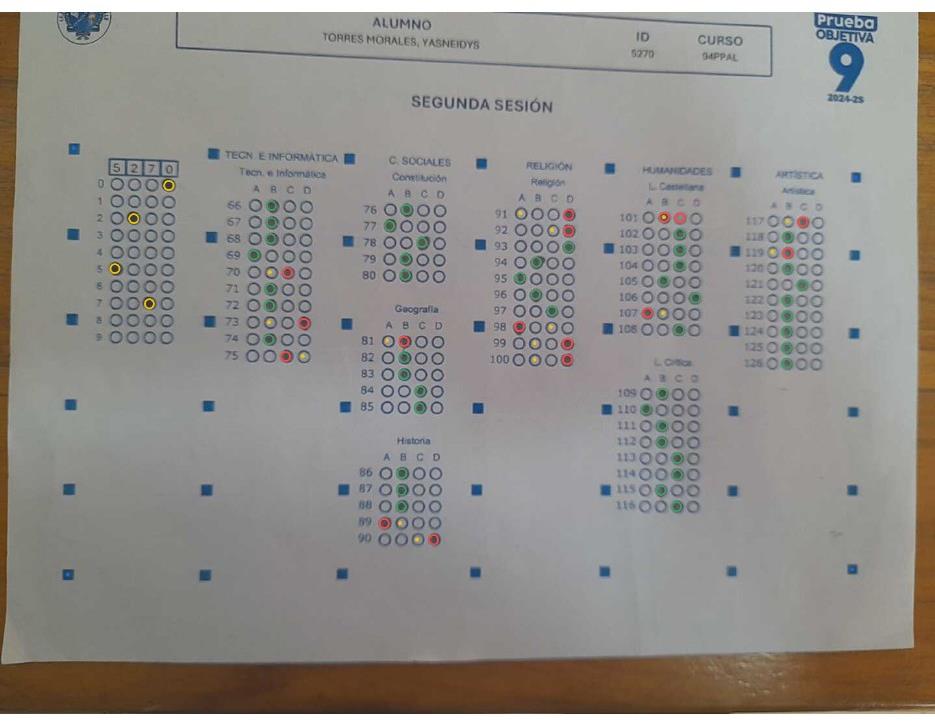 Prueba
OBJETIVA
9
2024-25
ALUMNO
TORRES MORALES, YASNEIDYS
ID
5270
CURSO
94PPAL
SEGUNDA SESIÓN
5 2 7 0
0
1
2
3
4
5
6
7
8
9
TECN. E INFORMÁTICA
Tecn. e Informática
A B C D
66
67
68
69
70
71
72
73
74
75
C. SOCIALES
Constitución
A B C D
76
77
78
79
80
Geografía
A B C D
81
82
83
84
85
Historia
A B C D
86
87
88
89
90
RELIGIÓN
Religión
A B C D
91
92
93
94
95
96
97
98
99
100
HUMANIDADES
L. Castellana
A B C D
101
102
103
104
105
106
107
108
L. Crítica
A B C D
109
110
111
112
113
114
115
116
ARTÍSTICA
Artística
A B C D
117
118
119
120
121
122
123
124
125
126